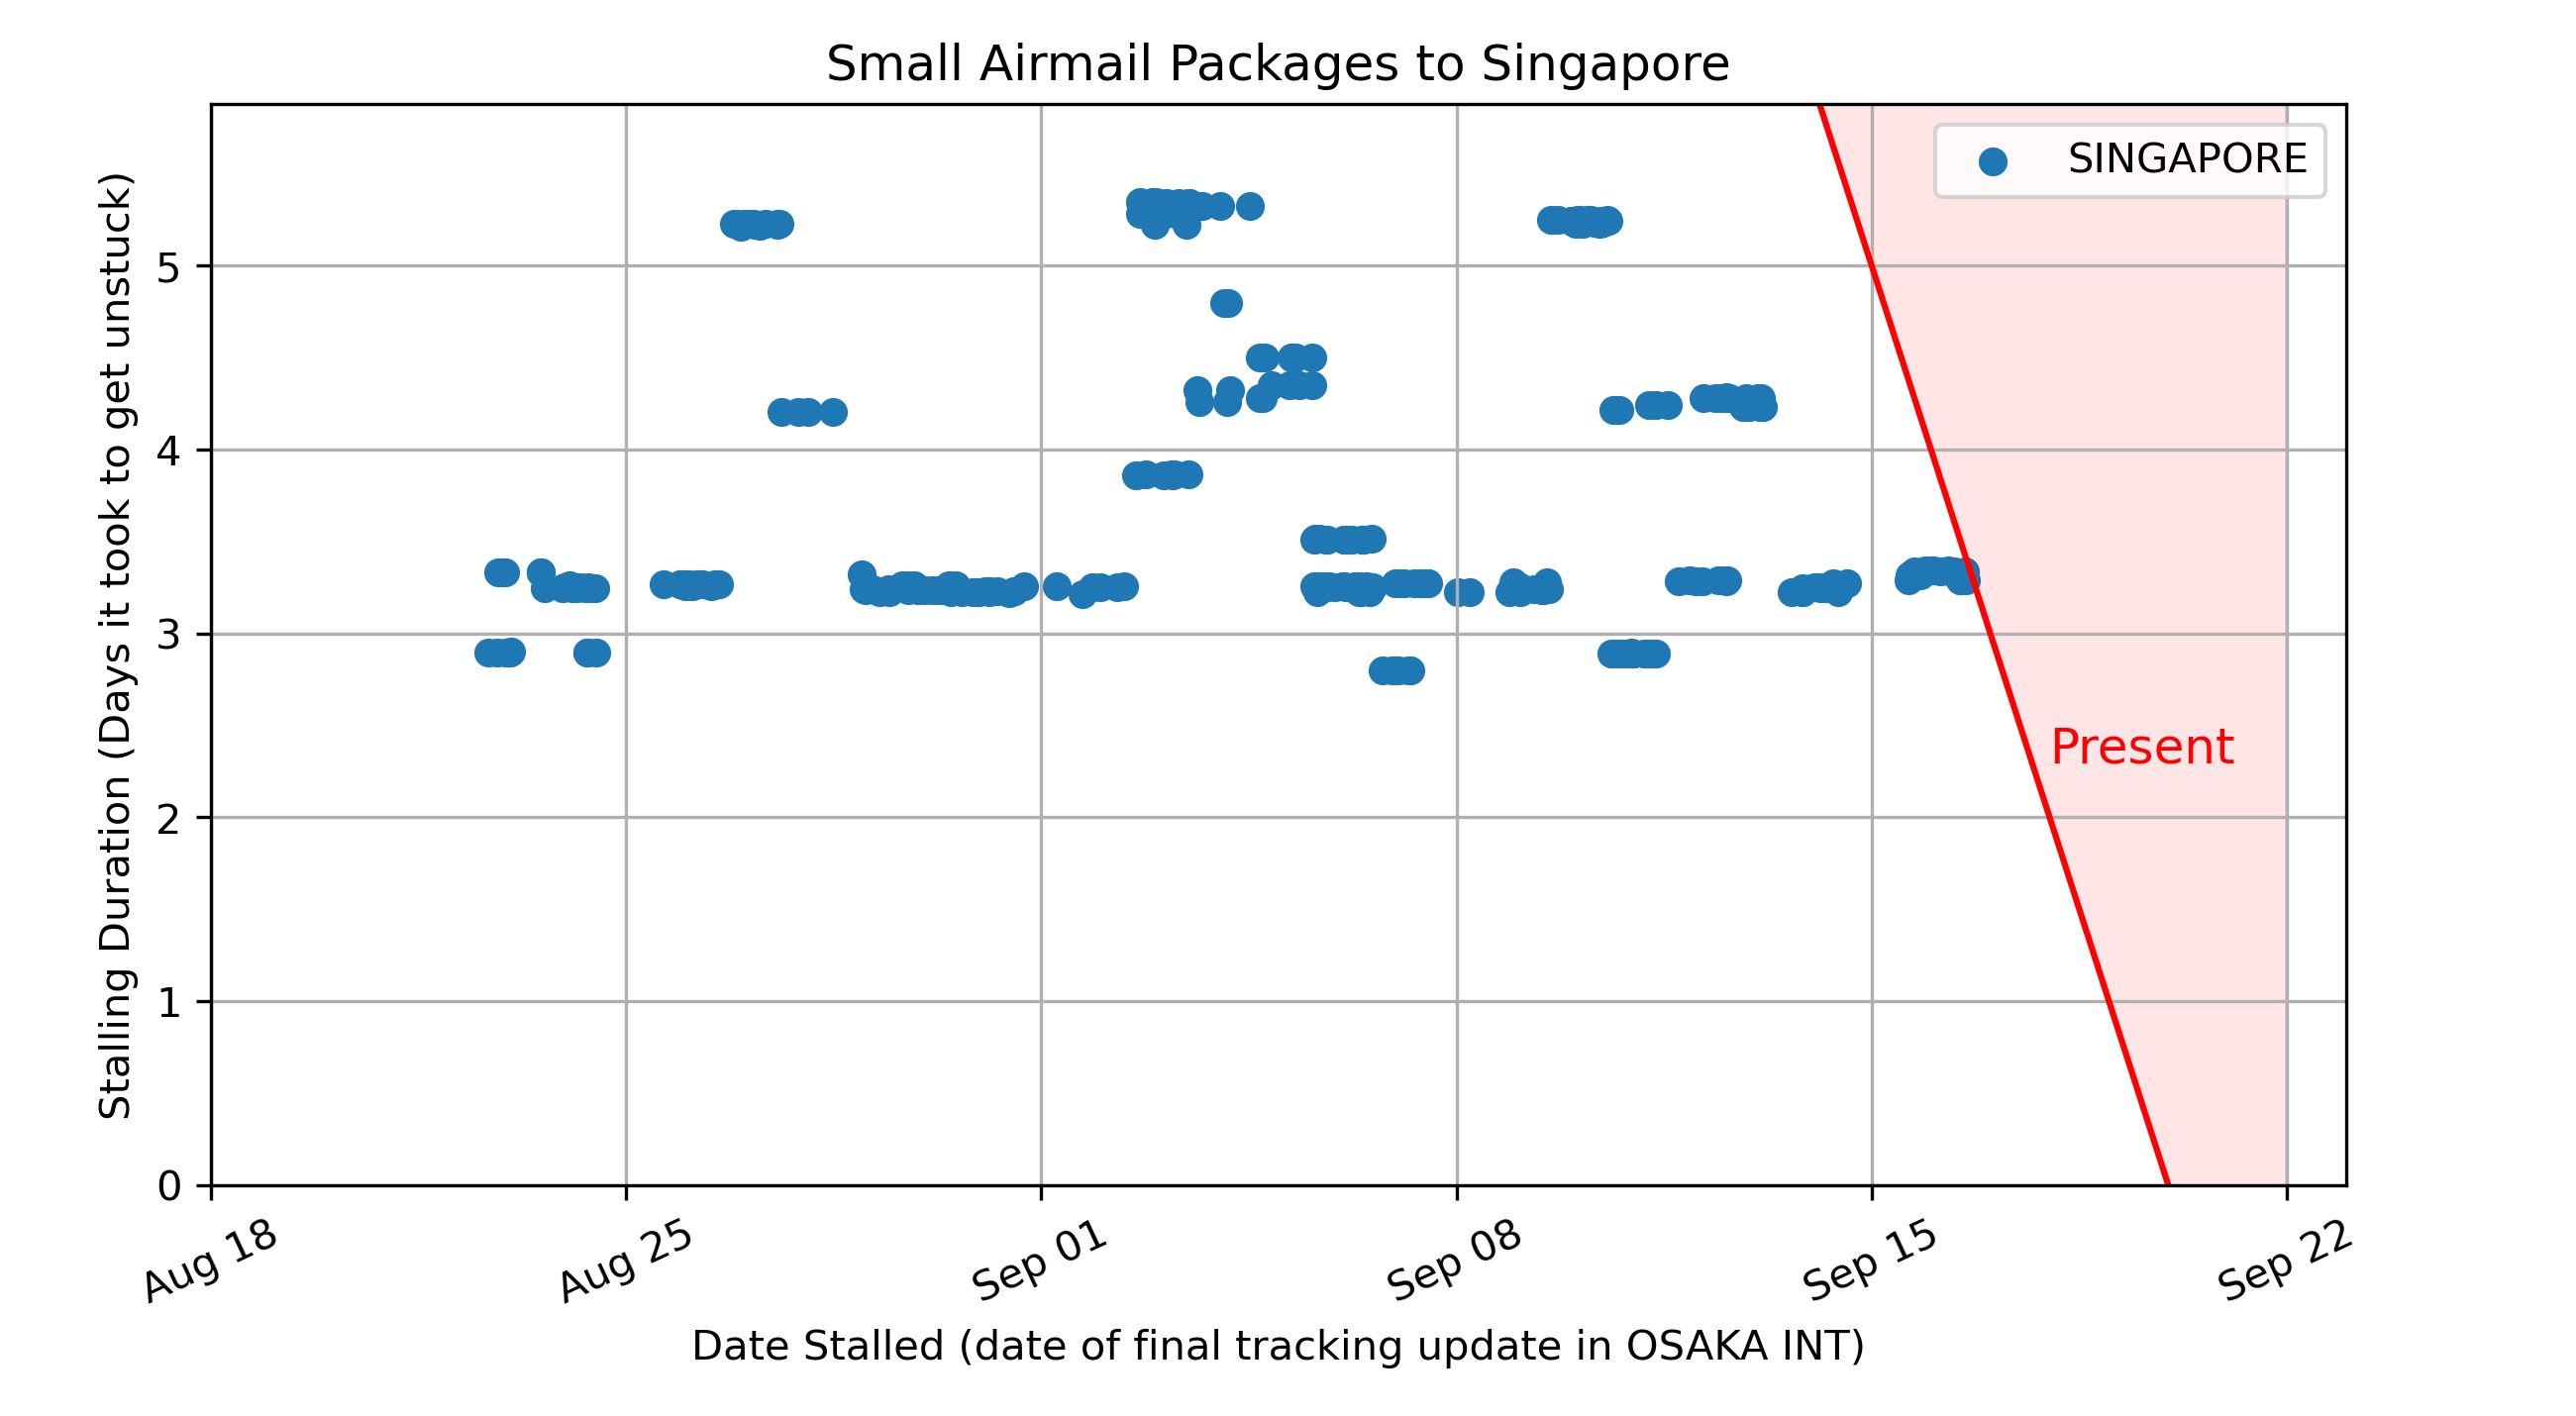 Small Airmail Packages to Singapore
SINGAPORE
Stalling Duration (Days it took to get unstuck)
5
4
3
2
1
0
Present
Aug 18
Aug 25
Sep 01
Sep 08
Sep 15
Sep 22
Date Stalled (date of final tracking update in OSAKA INT)